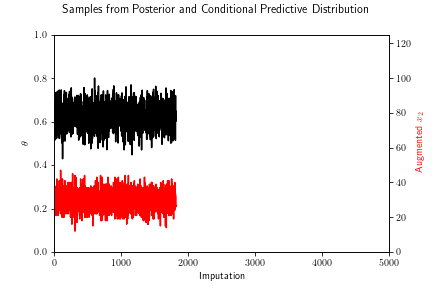 Samples from Posterior and Conditional Predictive Distribution
1.0
0.8
0.6
0.4
0.2
0.0
θ
120
100
80
60
40
20
0
Augmented x₂
0 1000 2000 3000 4000 5000
Imputation